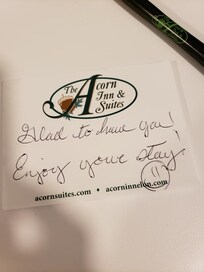 The Acorn
Inn &
Suites
Glad to have you!
Enjoy your stay!
acornsuites.com • acorninnelon.com